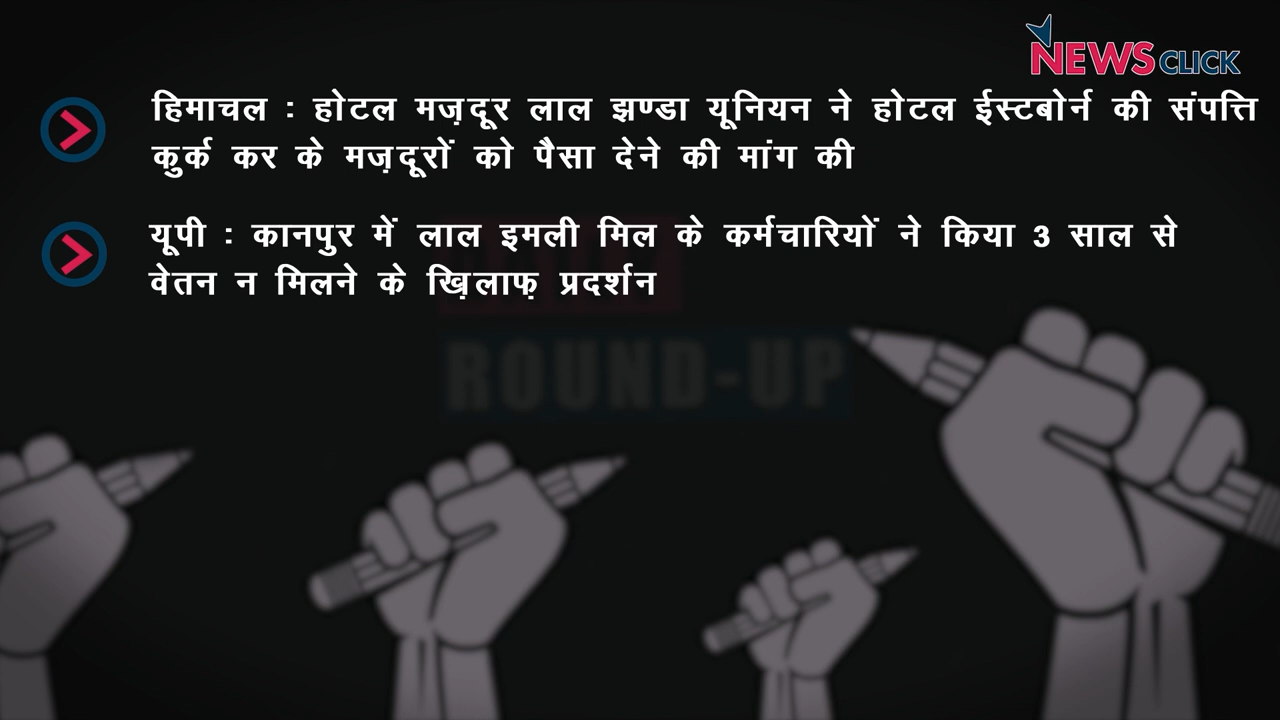 NEWSCLICK
हिमाचल : होटल मज़दूर लाल झण्डा यूनियन ने होटल ईस्टबोर्न की संपत्ति
कुर्क कर के मज़दूरों को पैसा देने की मांग की
यूपी : कानपुर में लाल इमली मिल के कर्मचारियों ने किया 3 साल से
वेतन न मिलने के ख़िलाफ़ प्रदर्शन
ROUND-UP